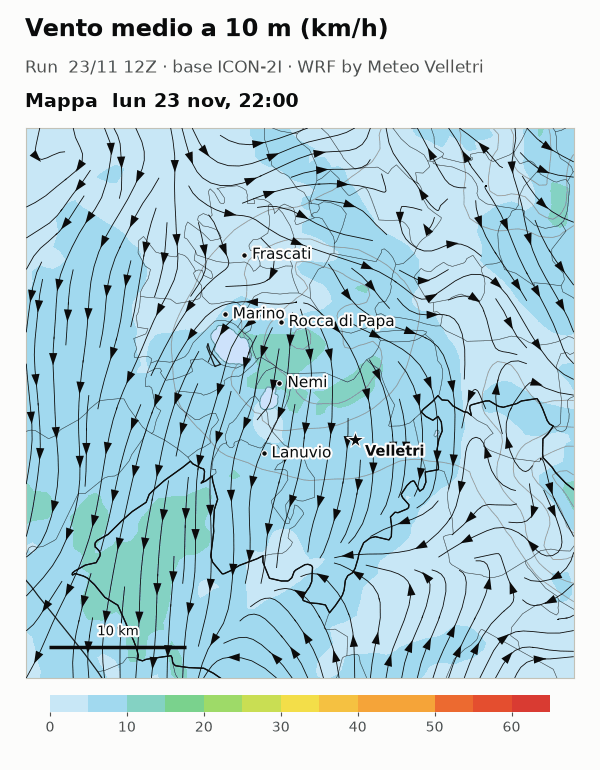 Vento medio a 10 m (km/h)
Run  23/11 12Z · base ICON-2I · WRF by Meteo Velletri
Mappa  lun 23 nov, 22:00
Frascati
Marino
Rocca di Papa
Nemi
Velletri
Lanuvio
10 km
0 10 20 30 40 50 60